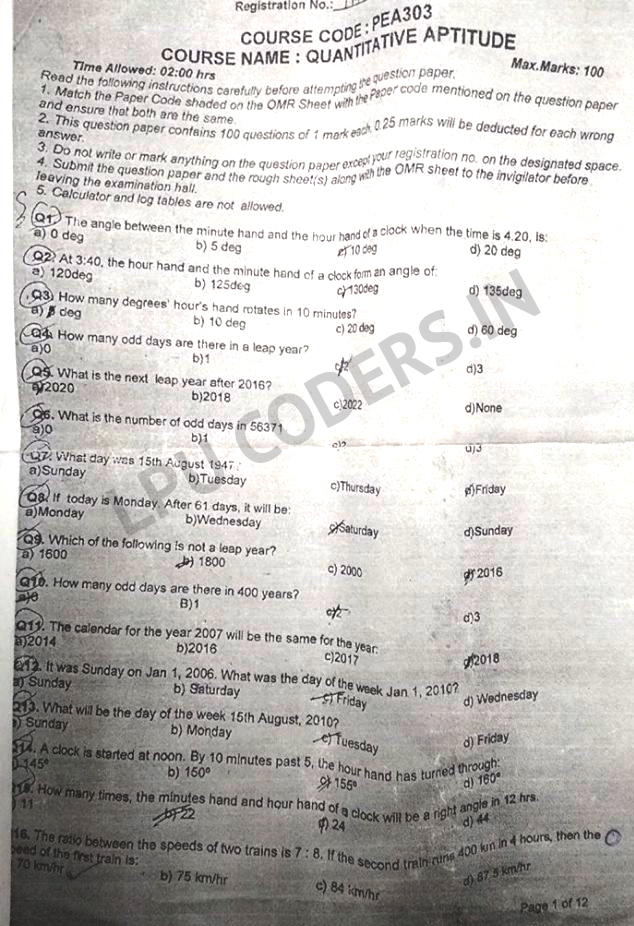 Registration No.:
COURSE CODE: PEA303
COURSE NAME : QUANTITATIVE APTITUDE
Time Allowed: 02:00 hrs
Max.Marks: 100
Read the following instructions carefully before attempting the question paper.
1. Match the Paper Code shaded on the OMR Sheet with the Paper code mentioned on the question paper
and ensure that both are the same.
2. This question paper contains 100 questions of 1 mark each. 0.25 marks will be deducted for each wrong
answer.
3. Do not write or mark anything on the question paper except your registration no. on the designated space.
4. Submit the question paper and the rough sheet(s) along with the OMR sheet to the invigilator before
leaving the examination hall.
5. Calculator and log tables are not allowed.
Q1. The angle between the minute hand and the hour hand of a clock when the time is 4.20, is:
a) 0 deg b) 5 deg c) 10 deg d) 20 deg
Q2. At 3:40, the hour hand and the minute hand of a clock form an angle of:
a) 120deg b) 125deg c) 130deg d) 135deg
Q3. How many degrees' hour's hand rotates in 10 minutes?
a) 5 deg b) 10 deg c) 20 deg d) 60 deg
Q4. How many odd days are there in a leap year?
a)0 b)1 c)2 d)3
Q5. What is the next leap year after 2016?
a)2020 b)2018 c)2022 d)None
Q6. What is the number of odd days in 56371
a)0 b)1 c)2 d)3
Q7. What day was 15th August 1947 :
a)Sunday b)Tuesday c)Thursday d)Friday
Q8. If today is Monday. After 61 days, it will be:
a)Monday b)Wednesday c)Saturday d)Sunday
Q9. Which of the following is not a leap year?
a) 1600 b) 1800 c) 2000 d) 2016
Q10. How many odd days are there in 400 years?
a)0 B)1 c)2 d)3
Q11. The calendar for the year 2007 will be the same for the year:
a)2014 b)2016 c)2017 d)2018
Q12. It was Sunday on Jan 1, 2006. What was the day of the week Jan 1, 2010?
a) Sunday b) Saturday c) Friday d) Wednesday
Q13. What will be the day of the week 15th August, 2010?
) Sunday b) Monday c) Tuesday d) Friday
Q14. A clock is started at noon. By 10 minutes past 5, the hour hand has turned through:
145° b) 150° c) 155° d) 160°
How many times, the minutes hand and hour hand of a clock will be a right angle in 12 hrs.
) 11 b) 22 c) 24 d) 44
16. The ratio between the speeds of two trains is 7 : 8. If the second train runs 400 km in 4 hours, then the
speed of the first train is:
70 km/hr b) 75 km/hr c) 84 km/hr d) 87.5 km/hr
Page 1 of 12
LPU CODERS.IN